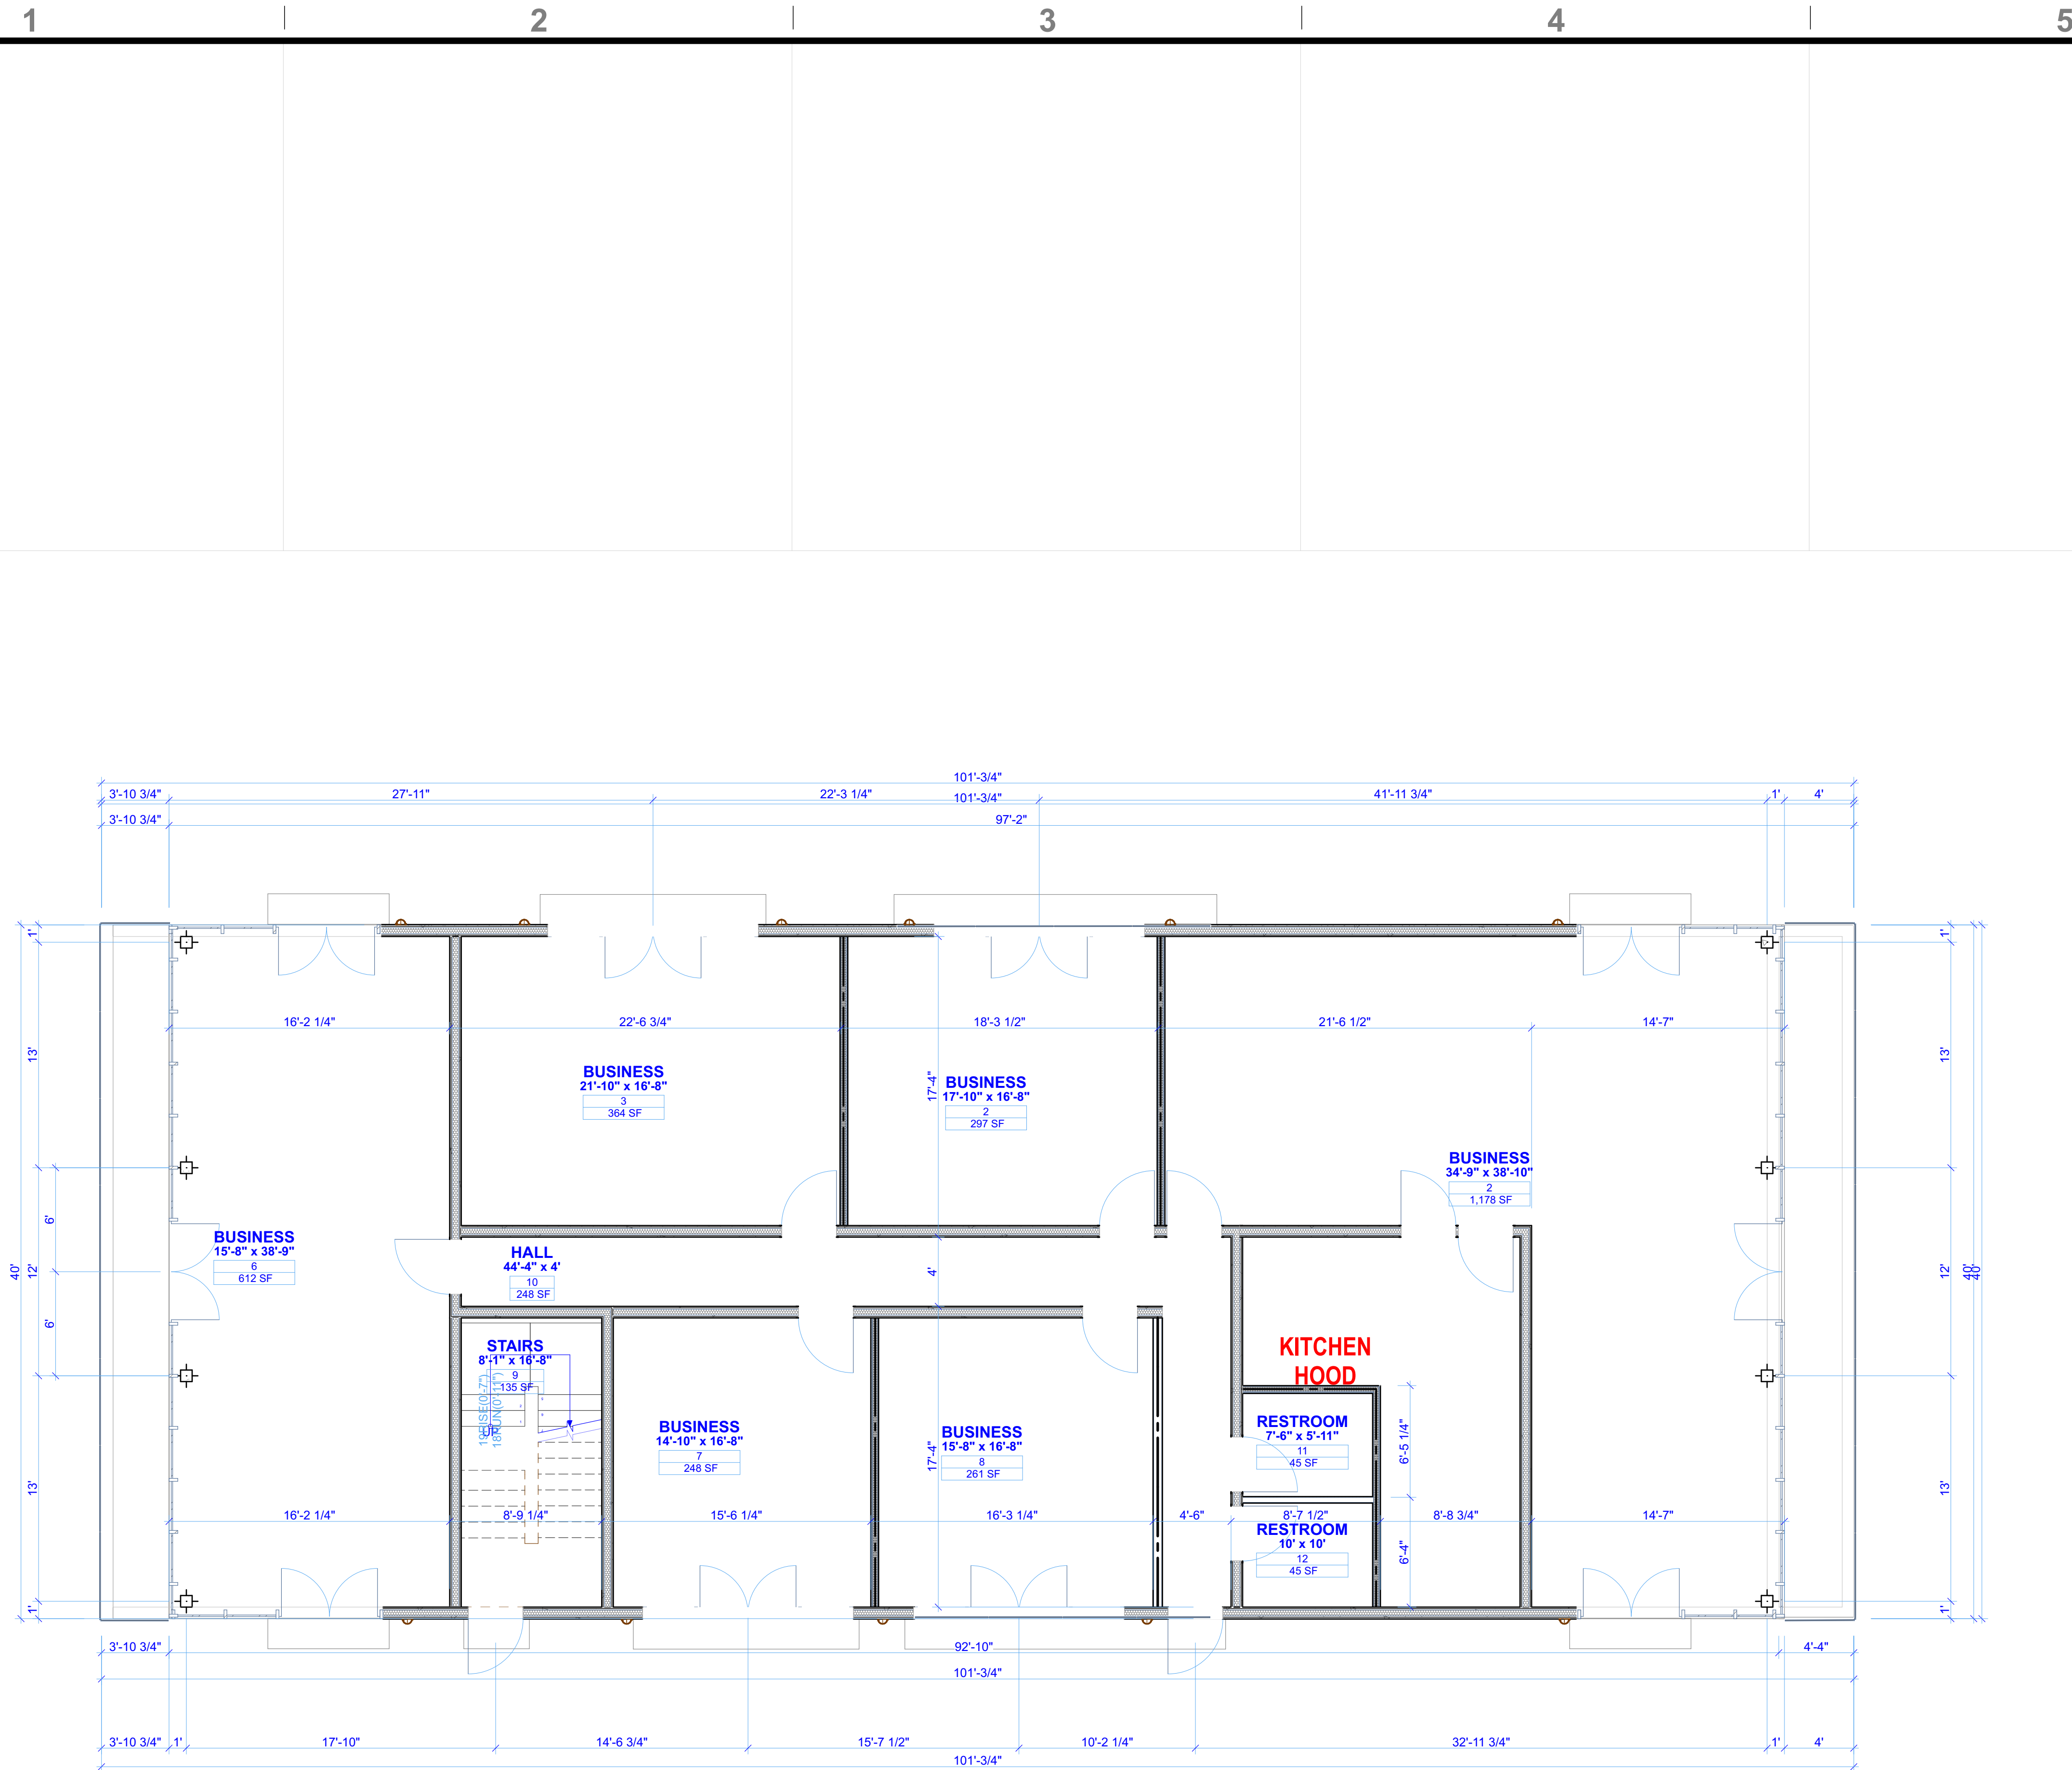 1 2 3 4 5
101'-3/4"
3'-10 3/4" 27'-11" 22'-3 1/4" 41'-11 3/4" 1' 4'
101'-3/4"
3'-10 3/4" 97'-2"
1' 1'
13' 13'
16'-2 1/4" 22'-6 3/4" 18'-3 1/2" 21'-6 1/2" 14'-7"
BUSINESS
21'-10" x 16'-8"
3
364 SF
17'-4"
BUSINESS
17'-10" x 16'-8"
2
297 SF
BUSINESS
34'-9" x 38'-10"
2
1,178 SF
6'
BUSINESS
15'-8" x 38'-9"
6
612 SF
HALL
44'-4" x 4'
10
248 SF
4'
40' 12' 12' 40' 40'
6'
STAIRS
8'-1" x 16'-8"
9
135 SF
19RISE(0'-7")
18RUN(0'-11")
UP
KITCHEN
HOOD
BUSINESS
14'-10" x 16'-8"
7
248 SF
BUSINESS
15'-8" x 16'-8"
8
261 SF
17'-4"
RESTROOM
7'-6" x 5'-11"
11
45 SF
6'-5 1/4"
13' 13'
16'-2 1/4" 8'-9 1/4" 15'-6 1/4" 16'-3 1/4" 4'-6" 8'-7 1/2" 8'-8 3/4" 14'-7"
RESTROOM
10' x 10'
12
45 SF
6'-4"
1' 1'
3'-10 3/4" 92'-10" 4'-4"
101'-3/4"
3'-10 3/4" 1' 17'-10" 14'-6 3/4" 15'-7 1/2" 10'-2 1/4" 32'-11 3/4" 1' 4'
101'-3/4"